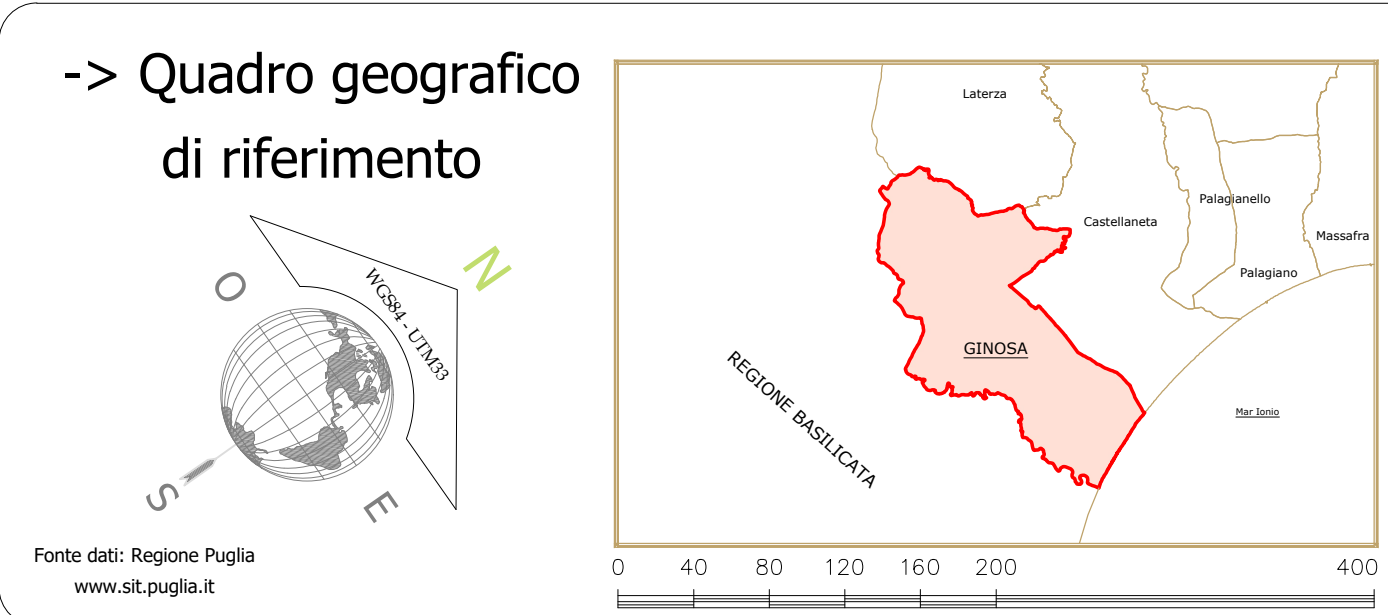 -> Quadro geografico
di riferimento
N
O
WGS84 - UTM33
S
E
Fonte dati: Regione Puglia
www.sit.puglia.it
Laterza
Palagianello
Castellaneta
Massafra
Palagiano
GINOSA
REGIONE BASILICATA
Mar Ionio
0 40 80 120 160 200 400